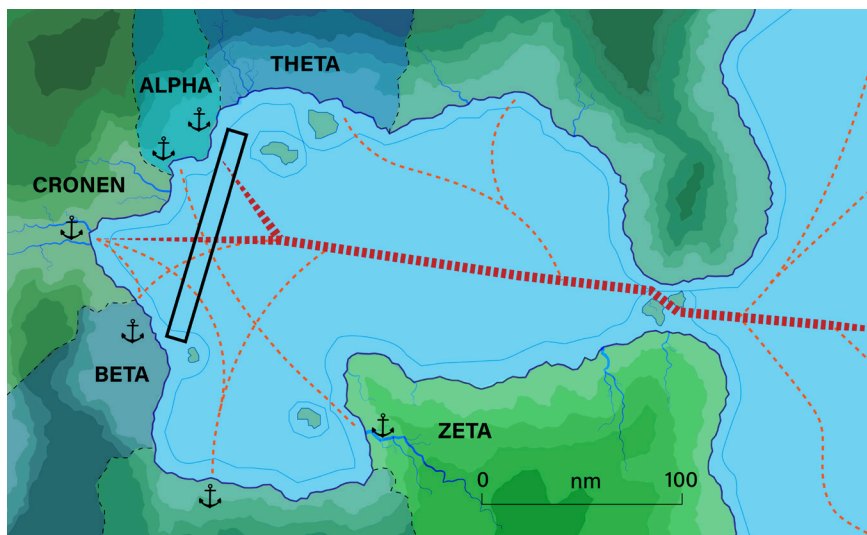 THETA
ALPHA
CRONEN
BETA
ZETA
0 nm 100